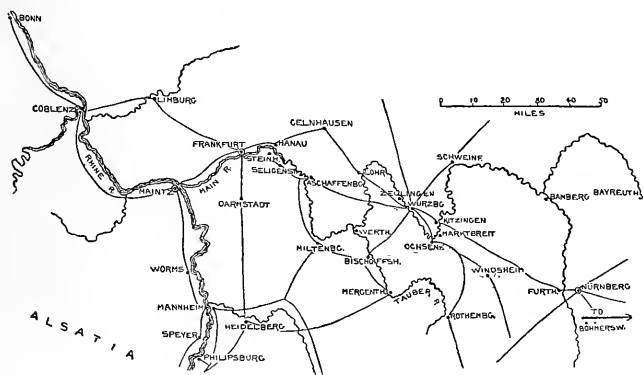 BONN
COBLENZ
LIMBURG
RHINE R.
GELNHAUSEN
FRANKFURT
HANAU
STEINH.
SELIGENST.
MAINTZ
MAIN R.
ASCHAFFENBG.
LOHR
ZELLINGEN
WURZBG.
SCHWEINF.
0 10 20 30 40 50
MILES
BAMBERG
BAYREUTH
DARMSTADT
KITZINGEN
MARKTBREIT
OCHSENF.
WERTH.
MILTENBG.
BISCHOFFSH.
WORMS
MERGENTH.
TAUBER R.
WINDSHEIM
FURTH.
NÜRNBERG
TO
BÖHMERSW.
ROTHENBG.
MANNHEIM
HEIDELBERG
ALSATIA
SPEYER
PHILIPSBURG